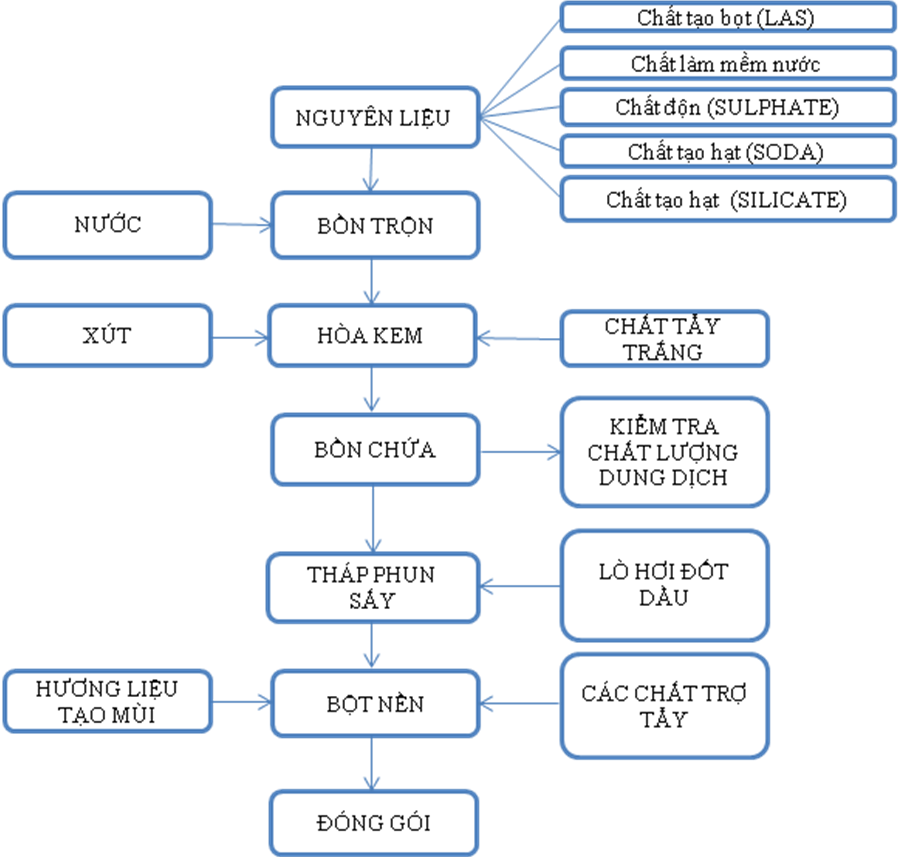 Chất tạo bọt (LAS)
Chất làm mềm nước
NGUYÊN LIỆU
Chất độn (SULPHATE)
Chất tạo hạt (SODA)
Chất tạo hạt (SILICATE)
NƯỚC
BỒN TRỘN
XÚT
HÒA KEM
CHẤT TẨY
TRẮNG
BỒN CHỨA
KIỂM TRA
CHẤT LƯỢNG
DUNG DỊCH
THÁP PHUN
SẤY
LÒ HƠI ĐỐT
DẦU
HƯƠNG LIỆU
TẠO MÙI
BỘT NỀN
CÁC CHẤT TRỢ
TẨY
ĐÓNG GÓI